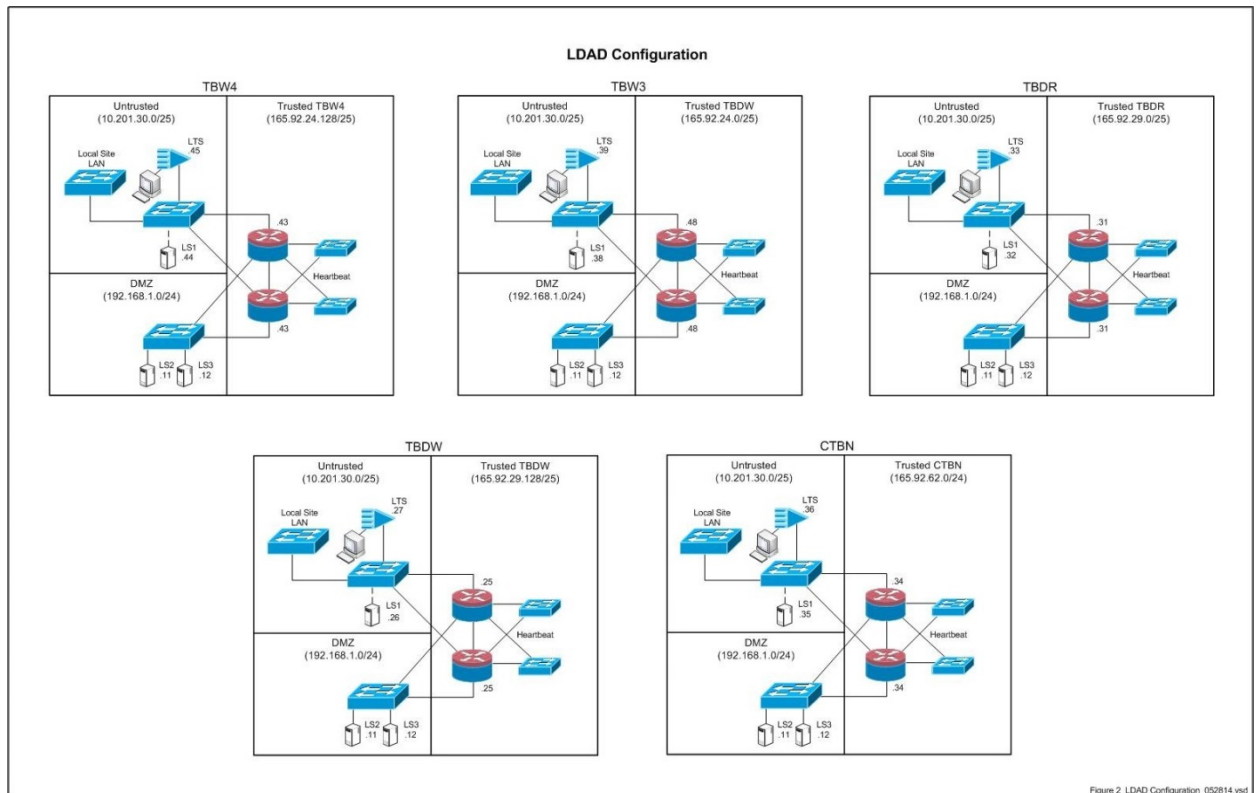 LDAD Configuration
TBW4
Untrusted
(10.201.30.0/25)
Trusted TBW4
(165.92.24.128/25)
LTS
.45
Local Site
LAN
.43
LS1
.44
Heartbeat
DMZ
(192.168.1.0/24)
.43
LS2
.11
LS3
.12
TBW3
Untrusted
(10.201.30.0/25)
Trusted TBDW
(165.92.24.0/25)
LTS
.39
Local Site
LAN
.48
LS1
.38
Heartbeat
DMZ
(192.168.1.0/24)
.48
LS2
.11
LS3
.12
TBDR
Untrusted
(10.201.30.0/25)
Trusted TBDR
(165.92.29.0/25)
LTS
.33
Local Site
LAN
.31
LS1
.32
Heartbeat
DMZ
(192.168.1.0/24)
.31
LS2
.11
LS3
.12
TBDW
Untrusted
(10.201.30.0/25)
Trusted TBDW
(165.92.29.128/25)
LTS
.27
Local Site
LAN
.25
LS1
.26
Heartbeat
DMZ
(192.168.1.0/24)
.25
LS2
.11
LS3
.12
CTBN
Untrusted
(10.201.30.0/25)
Trusted CTBN
(165.92.62.0/24)
LTS
.36
Local Site
LAN
.34
LS1
.35
Heartbeat
DMZ
(192.168.1.0/24)
.34
LS2
.11
LS3
.12
Figure 2_LDAD Configuration_052814.vsd